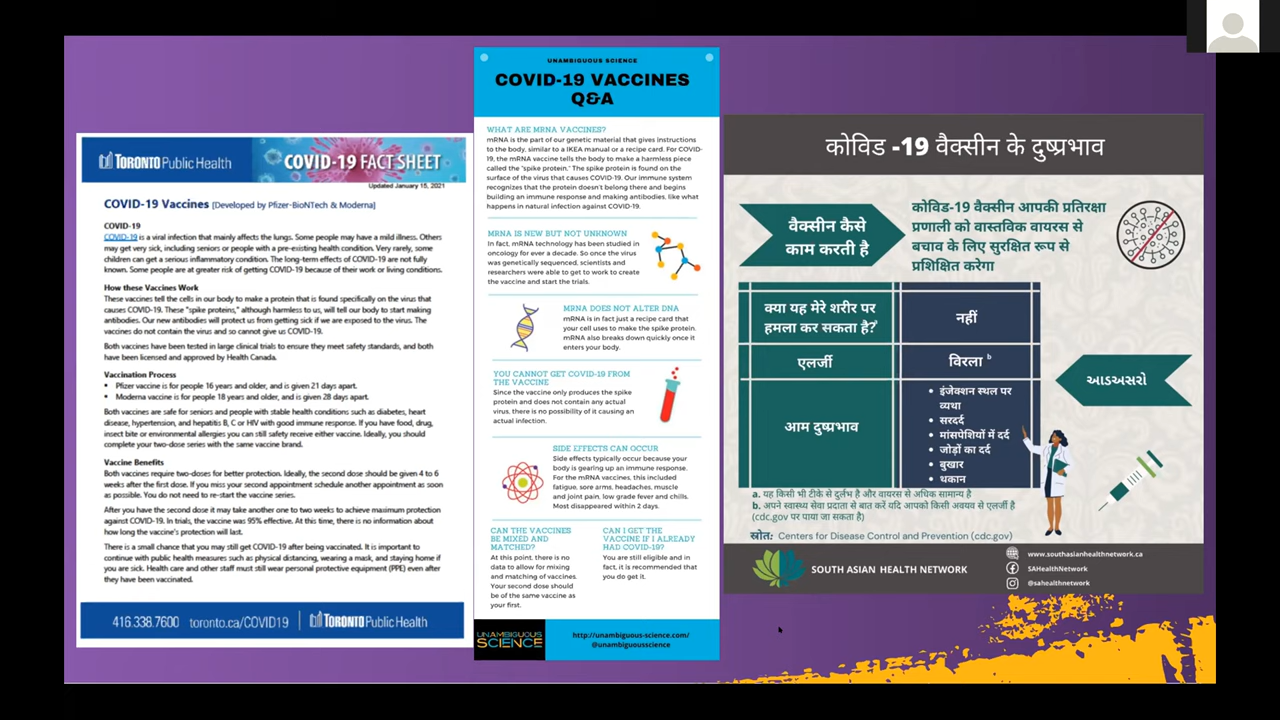 TORONTO Public Health
COVID-19 FACT SHEET
Updated January 15, 2021
COVID-19 Vaccines (Developed by Pfizer-BioNTech & Moderna)
COVID-19
COVID-19 is a viral infection that mainly affects the lungs. Some people may have a mild illness. Others
may get very sick, including seniors or people with a pre-existing health condition. Very rarely, some
children can get a serious inflammatory condition. The long-term effects of COVID-19 are not fully
known. Some people are at greater risk of getting COVID-19 because of their work or living conditions.
How these Vaccines Work
These vaccines tell the cells in our body to make a protein that is found specifically on the virus that
causes COVID-19. These "spike proteins," although harmless to us, will tell our body to start making
antibodies. Our new antibodies will protect us from getting sick if we are exposed to the virus. The
vaccines do not contain the virus and so cannot give us COVID-19.
Both vaccines have been tested in large clinical trials to ensure they meet safety standards, and both
have been licensed and approved by Health Canada.
Vaccination Process
• Pfizer vaccine is for people 16 years and older, and is given 21 days apart.
• Moderna vaccine is for people 18 years and older, and is given 28 days apart.
Both vaccines are safe for seniors and people with stable health conditions such as diabetes, heart
disease, hypertension, and hepatitis B, C or HIV with good immune response. If you have food, drug,
insect bite or environmental allergies you can still safely receive either vaccine. Ideally, you should
complete your two-dose series with the same vaccine brand.
Vaccine Benefits
Both vaccines require two-doses for better protection. Ideally, the second dose should be given 4 to 6
weeks after the first dose. If you miss your second appointment schedule another appointment as soon
as possible. You do not need to re-start the vaccine series.
After you have the second dose it may take another one to two weeks to achieve maximum protection
against COVID-19. In trials, the vaccine was 95% effective. At this time, there is no information about
how long the vaccine's protection will last.
There is a small chance that you may still get COVID-19 after being vaccinated. It is important to
continue with public health measures such as physical distancing, wearing a mask, and staying home if
you are sick. Health care and other staff must still wear personal protective equipment (PPE) even after
they have been vaccinated.
416.338.7600 toronto.ca/COVID19 | TORONTO Public Health
UNAMBIGUOUS SCIENCE
COVID-19 VACCINES
Q&A
WHAT ARE MRNA VACCINES?
mRNA is the part of our genetic material that gives instructions
to the body, similar to a IKEA manual or a recipe card. For COVID-
19, the mRNA vaccine tells the body to make a harmless piece
called the "spike protein." The spike protein is found on the
surface of the virus that causes COVID-19. Our immune system
recognizes that the protein doesn't belong there and begins
building an immune response and making antibodies, like what
happens in natural infection against COVID-19.
MRNA IS NEW BUT NOT UNKNOWN
In fact, mRNA technology has been studied in
oncology for ever a decade. So once the virus
was genetically sequenced, scientists and
researchers were able to get to work to create
the vaccine and start the trials.
MRNA DOES NOT ALTER DNA
mRNA is in fact just a recipe card that
your cell uses to make the spike protein.
mRNA also breaks down quickly once it
enters your body.
YOU CANNOT GET COVID-19 FROM
THE VACCINE
Since the vaccine only produces the spike
protein and does not contain any actual
virus, there is no possibility of it causing an
actual infection.
SIDE EFFECTS CAN OCCUR
Side effects typically occur because your
body is gearing up an immune response.
For the mRNA vaccines, this included
fatigue, sore arms, headaches, muscle
and joint pain, low grade fever and chills.
Most disappeared within 2 days.
CAN THE VACCINES
BE MIXED AND
MATCHED?
At this point, there is no
data to allow for mixing
and matching of vaccines.
Your second dose should
be of the same vaccine as
your first.
CAN I GET THE
VACCINE IF I ALREADY
HAD COVID-19?
You are still eligible and in
fact, it is recommended that
you do get it.
UNAMBIGUOUS
SCIENCE
http://unambiguous-science.com/
@unambiguousscience
कोविड -19 वैक्सीन के दुष्प्रभाव
वैक्सीन कैसे
काम करती है
कोविड-19 वैक्सीन आपकी प्रतिरक्षा
प्रणाली को वास्तविक वायरस से
बचाव के लिए सुरक्षित रूप से
प्रशिक्षित करेगा
क्या यह मेरे शरीर पर
हमला कर सकता है?
नहीं
एलर्जी
विरला b
આડઅસરો
आम दुष्प्रभाव
• इंजेक्शन स्थल पर
व्यथा
• सरदर्द
• मांसपेशियों में दर्द
• जोड़ों का दर्द
• बुखार
• थकान
a. यह किसी भी टीके से दुर्लभ है और वायरस से अधिक सामान्य है
b. अपने स्वास्थ्य सेवा प्रदाता से बात करें यदि आपको किसी अवयव से एलर्जी है
(cdc.gov पर पाया जा सकता है)
स्रोत: Centers for Disease Control and Prevention (cdc.gov)
SOUTH ASIAN HEALTH NETWORK
www.southasianhealthnetwork.ca
SAHealthNetwork
@sahealthnetwork